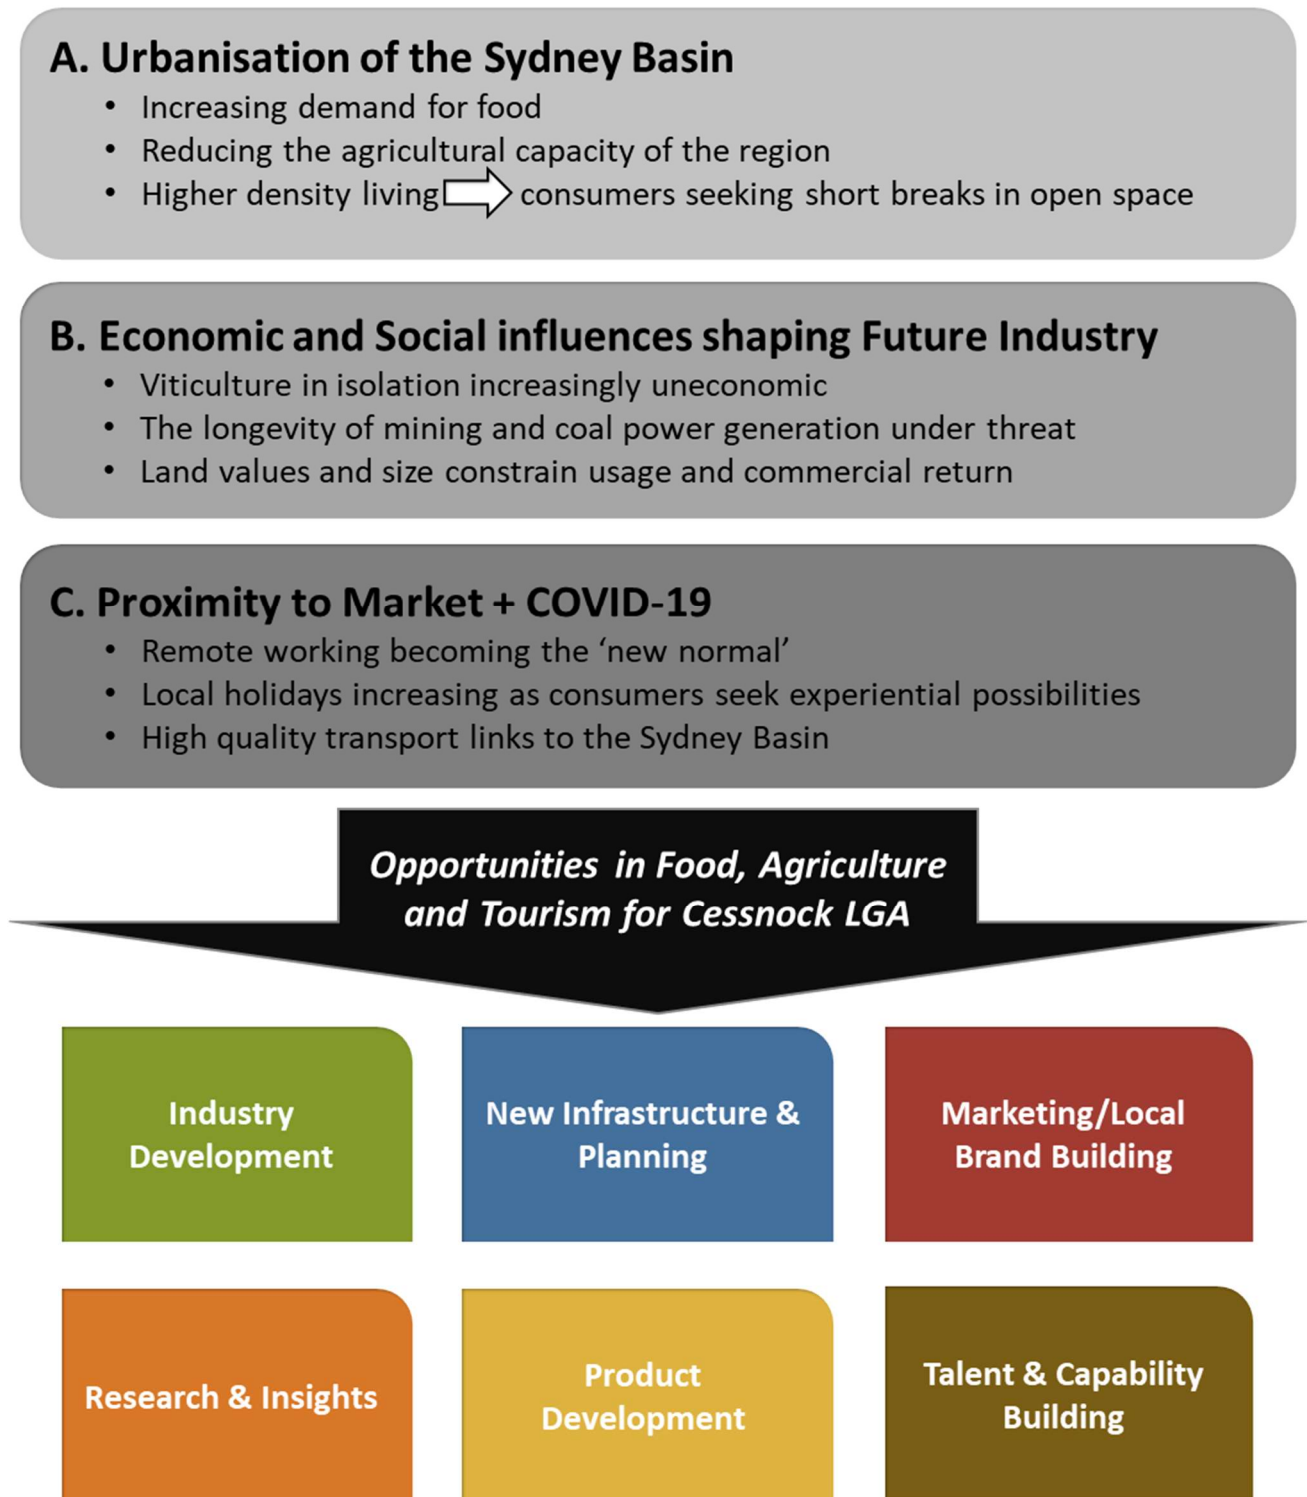 A. Urbanisation of the Sydney Basin
• Increasing demand for food
• Reducing the agricultural capacity of the region
• Higher density living consumers seeking short breaks in open space
B. Economic and Social influences shaping Future Industry
• Viticulture in isolation increasingly uneconomic
• The longevity of mining and coal power generation under threat
• Land values and size constrain usage and commercial return
C. Proximity to Market + COVID-19
• Remote working becoming the ‘new normal’
• Local holidays increasing as consumers seek experiential possibilities
• High quality transport links to the Sydney Basin
Opportunities in Food, Agriculture
and Tourism for Cessnock LGA
Industry
Development
New Infrastructure &
Planning
Marketing/Local
Brand Building
Research & Insights
Product
Development
Talent & Capability
Building